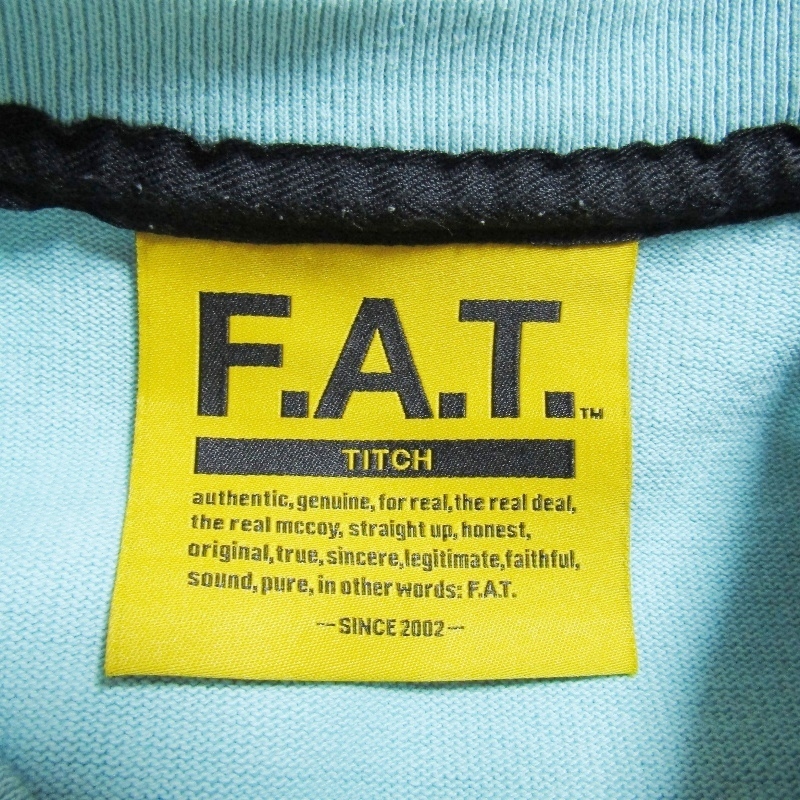 F.A.T.™
TITCH
authentic, genuine, for real, the real deal,
the real mccoy, straight up, honest,
original, true, sincere, legitimate, faithful,
sound, pure, in other words: F.A.T.
—SINCE 2002—